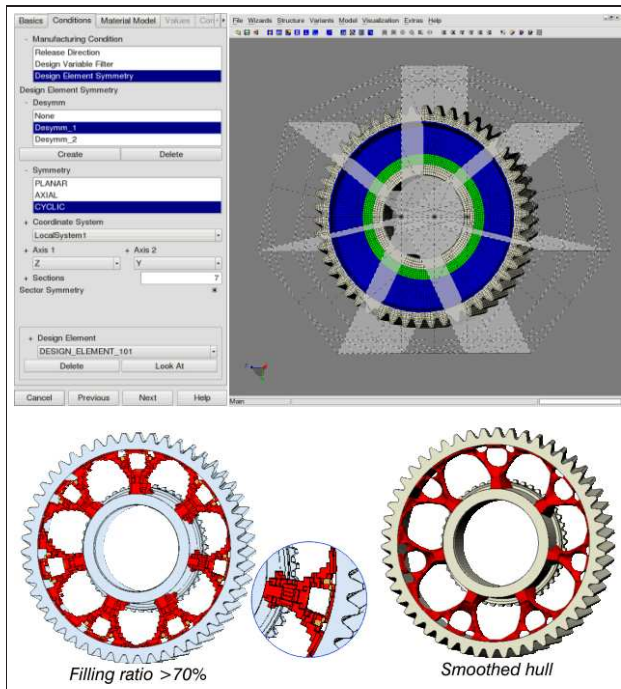 Basics Conditions Material Model Values Con
File Wizards Structure Variants Model Visualization Extras Help
- Manufacturing Condition
Release Direction
Design Variable Filter
Design Element Symmetry
Design Element Symmetry
- Desymm
None
Desymm_1
Desymm_2
Create Delete
- Symmetry
PLANAR
AXIAL
CYCLIC
+ Coordinate System
LocalSystem1
+ Axis 1 + Axis 2
Z Y
+ Sections 7
Sector Symmetry
+ Design Element
DESIGN_ELEMENT_101
Delete Look At
Cancel Previous Next Help
Main
Filling ratio >70%
Smoothed hull